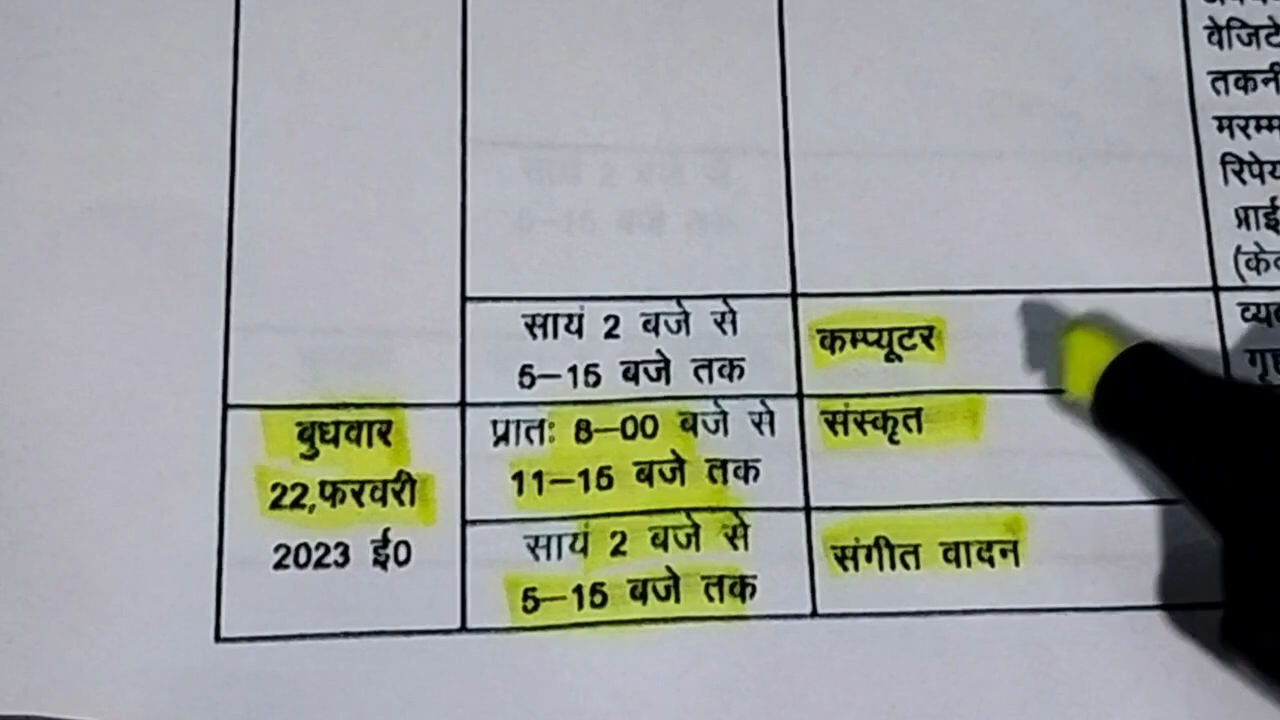 वेजिटे
तकनी
मरम्म
रिपेय
प्राई
सायं 2 बजे से
5–15 बजे तक
कम्प्यूटर
बुधवार
22,फरवरी
2023 ई0
प्रातः 8–00 बजे से
11–15 बजे तक
संस्कृत
सायं 2 बजे से
5–15 बजे तक
संगीत वादन